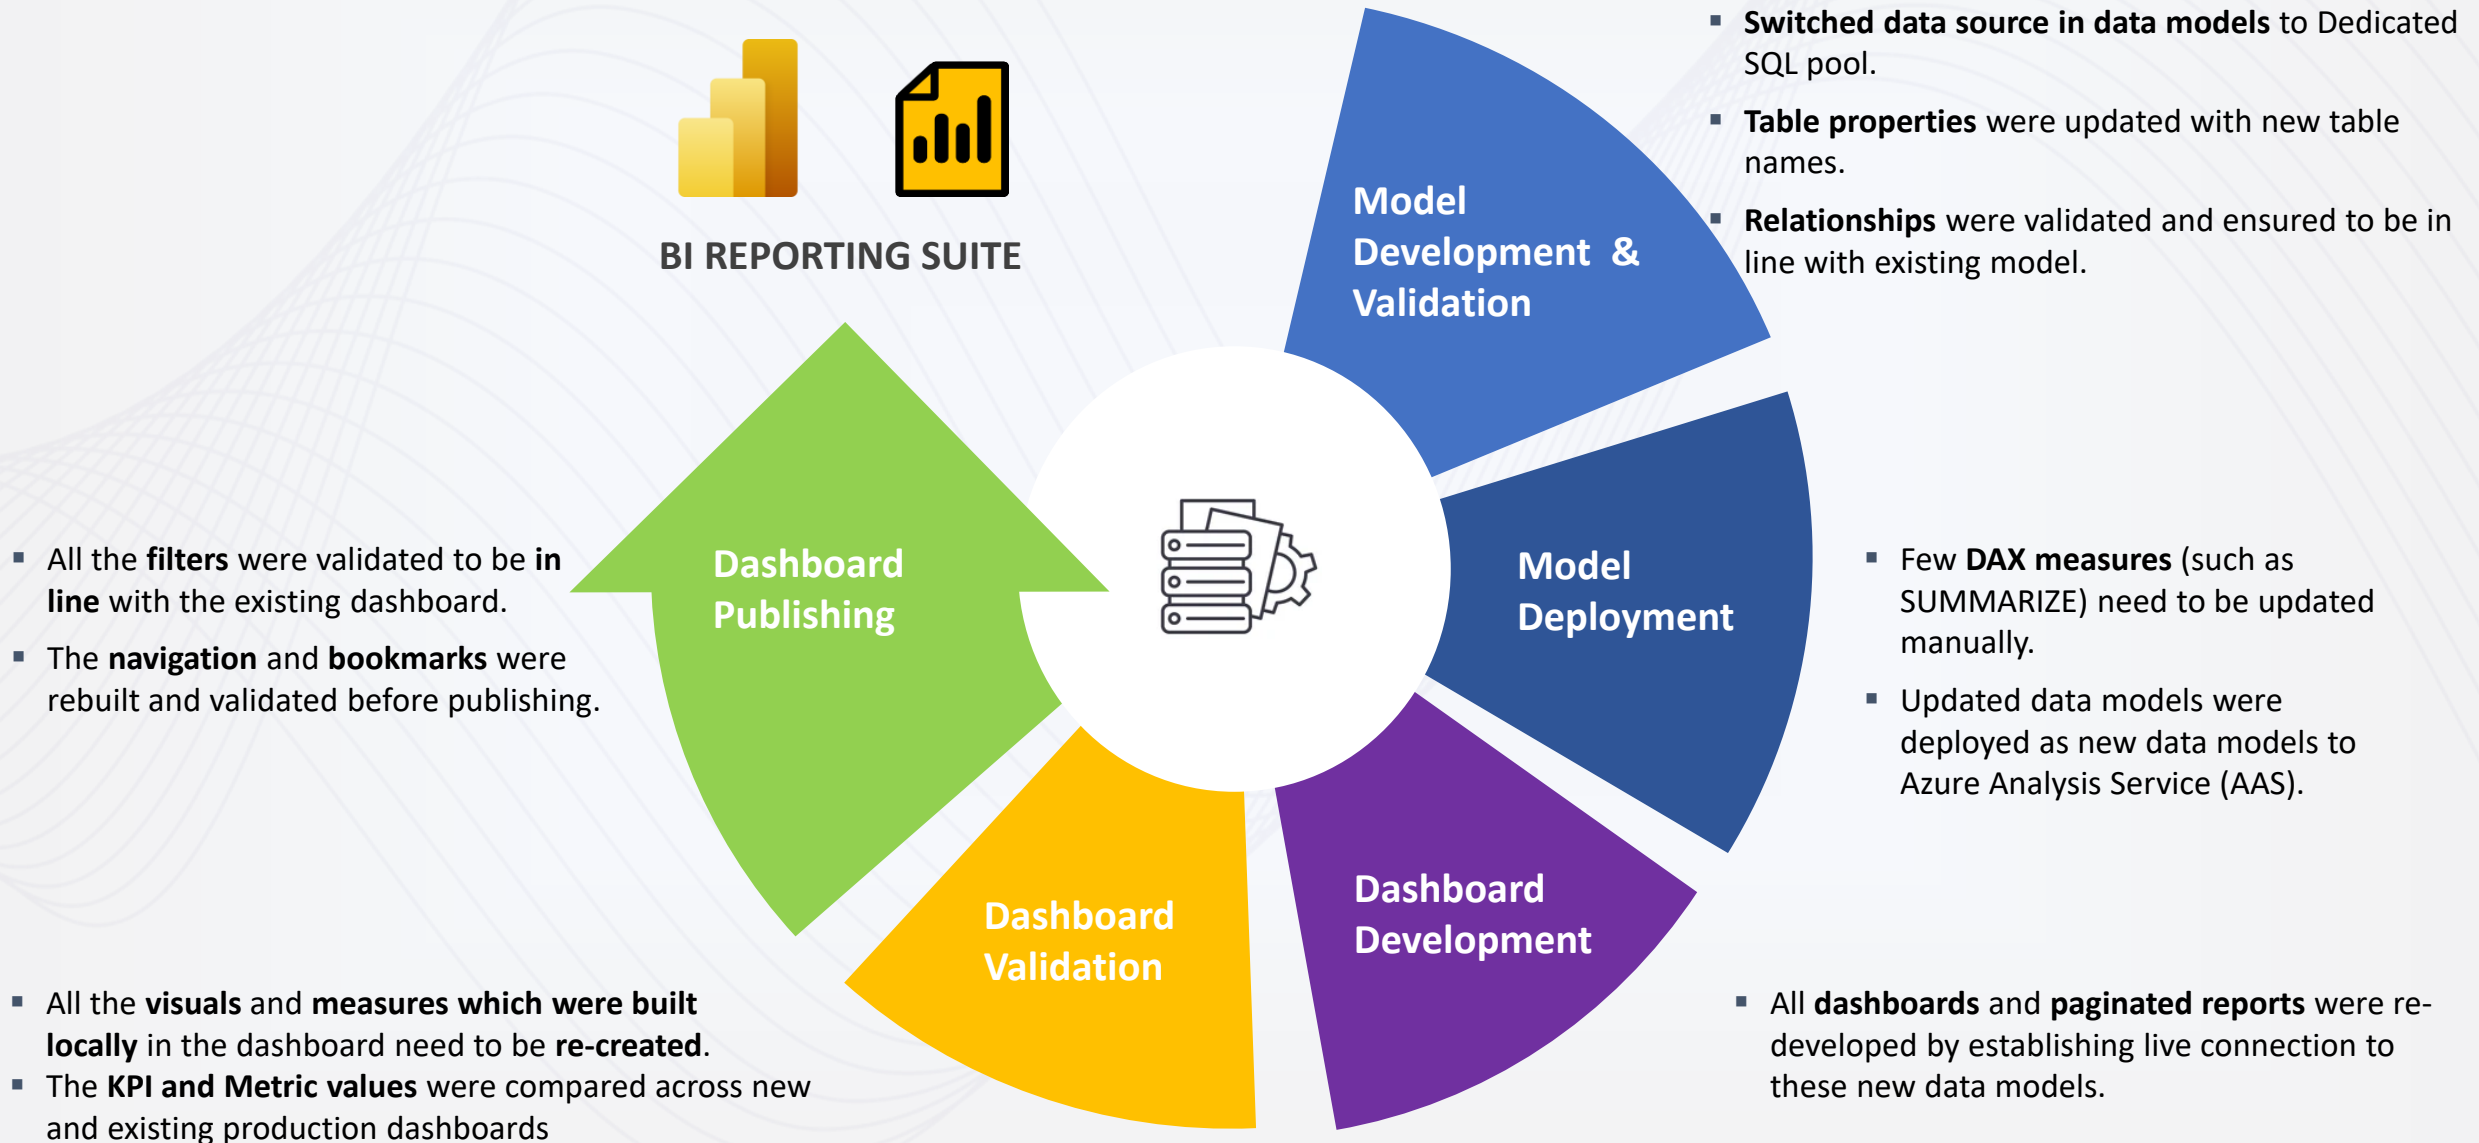 BI REPORTING SUITE
Model
Development &
Validation
▪ Switched data source in data models to Dedicated
SQL pool.
▪ Table properties were updated with new table
names.
▪ Relationships were validated and ensured to be in
line with existing model.
Model
Deployment
▪ Few DAX measures (such as
SUMMARIZE) need to be updated
manually.
▪ Updated data models were
deployed as new data models to
Azure Analysis Service (AAS).
Dashboard
Development
▪ All dashboards and paginated reports were re-
developed by establishing live connection to
these new data models.
Dashboard
Validation
▪ All the visuals and measures which were built
locally in the dashboard need to be re-created.
▪ The KPI and Metric values were compared across new
and existing production dashboards
Dashboard
Publishing
▪ All the filters were validated to be in
line with the existing dashboard.
▪ The navigation and bookmarks were
rebuilt and validated before publishing.